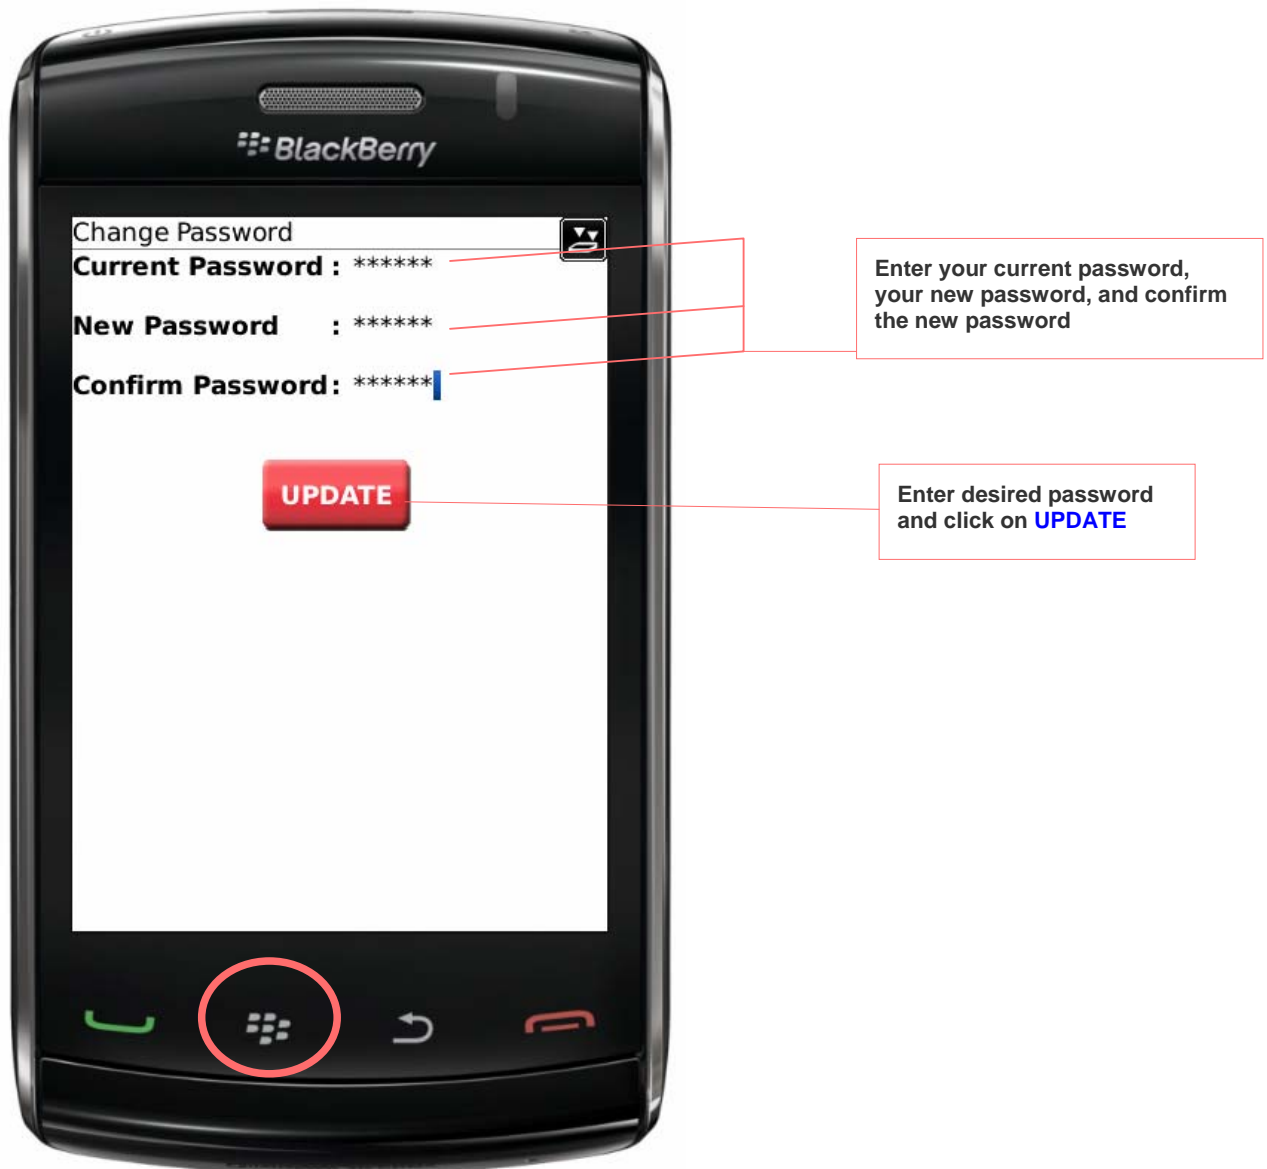 BlackBerry
Change Password
Current Password : ******
New Password : ******
Confirm Password : ******
UPDATE
Enter your current password,
your new password, and confirm
the new password
Enter desired password
and click on UPDATE